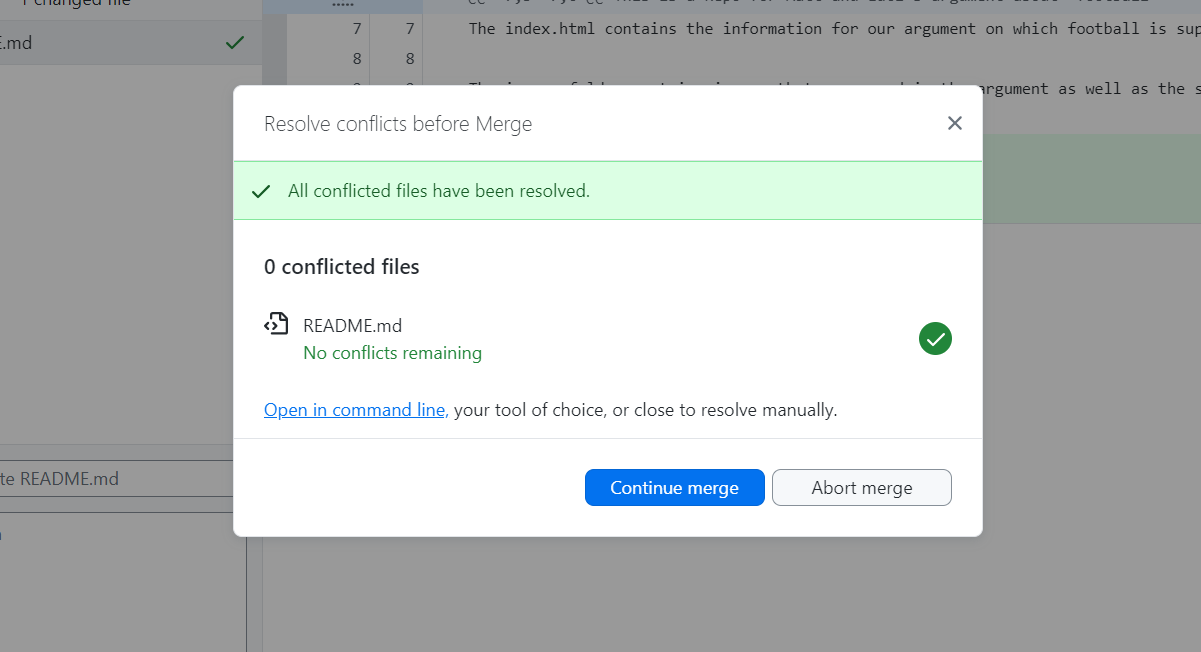 1 changed file
.md
7 7 The index.html contains the information for our argument on which football is sup
8 8
argument as well as the s
Resolve conflicts before Merge
All conflicted files have been resolved.
0 conflicted files
README.md
No conflicts remaining
Open in command line, your tool of choice, or close to resolve manually.
te README.md
Continue merge
Abort merge